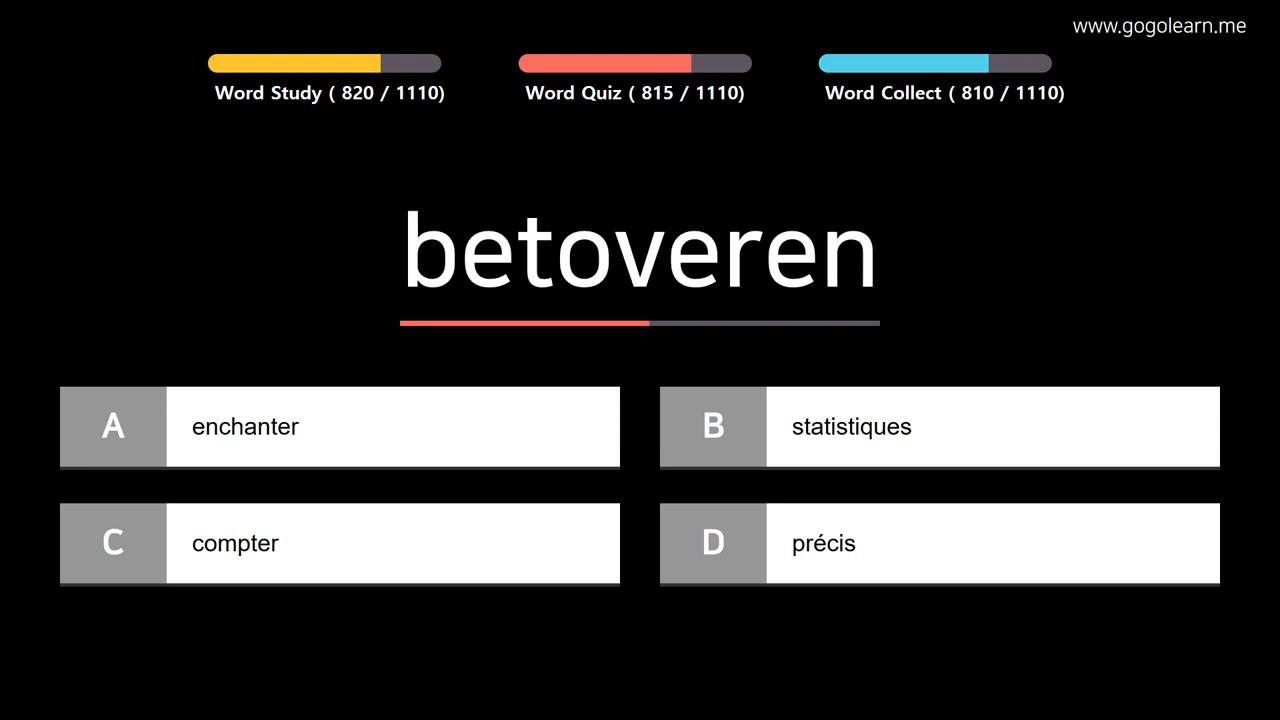 www.gogolearn.me
Word Study ( 820 / 1110)
Word Quiz ( 815 / 1110)
Word Collect ( 810 / 1110)
betoveren
A enchanter
B statistiques
C compter
D précis